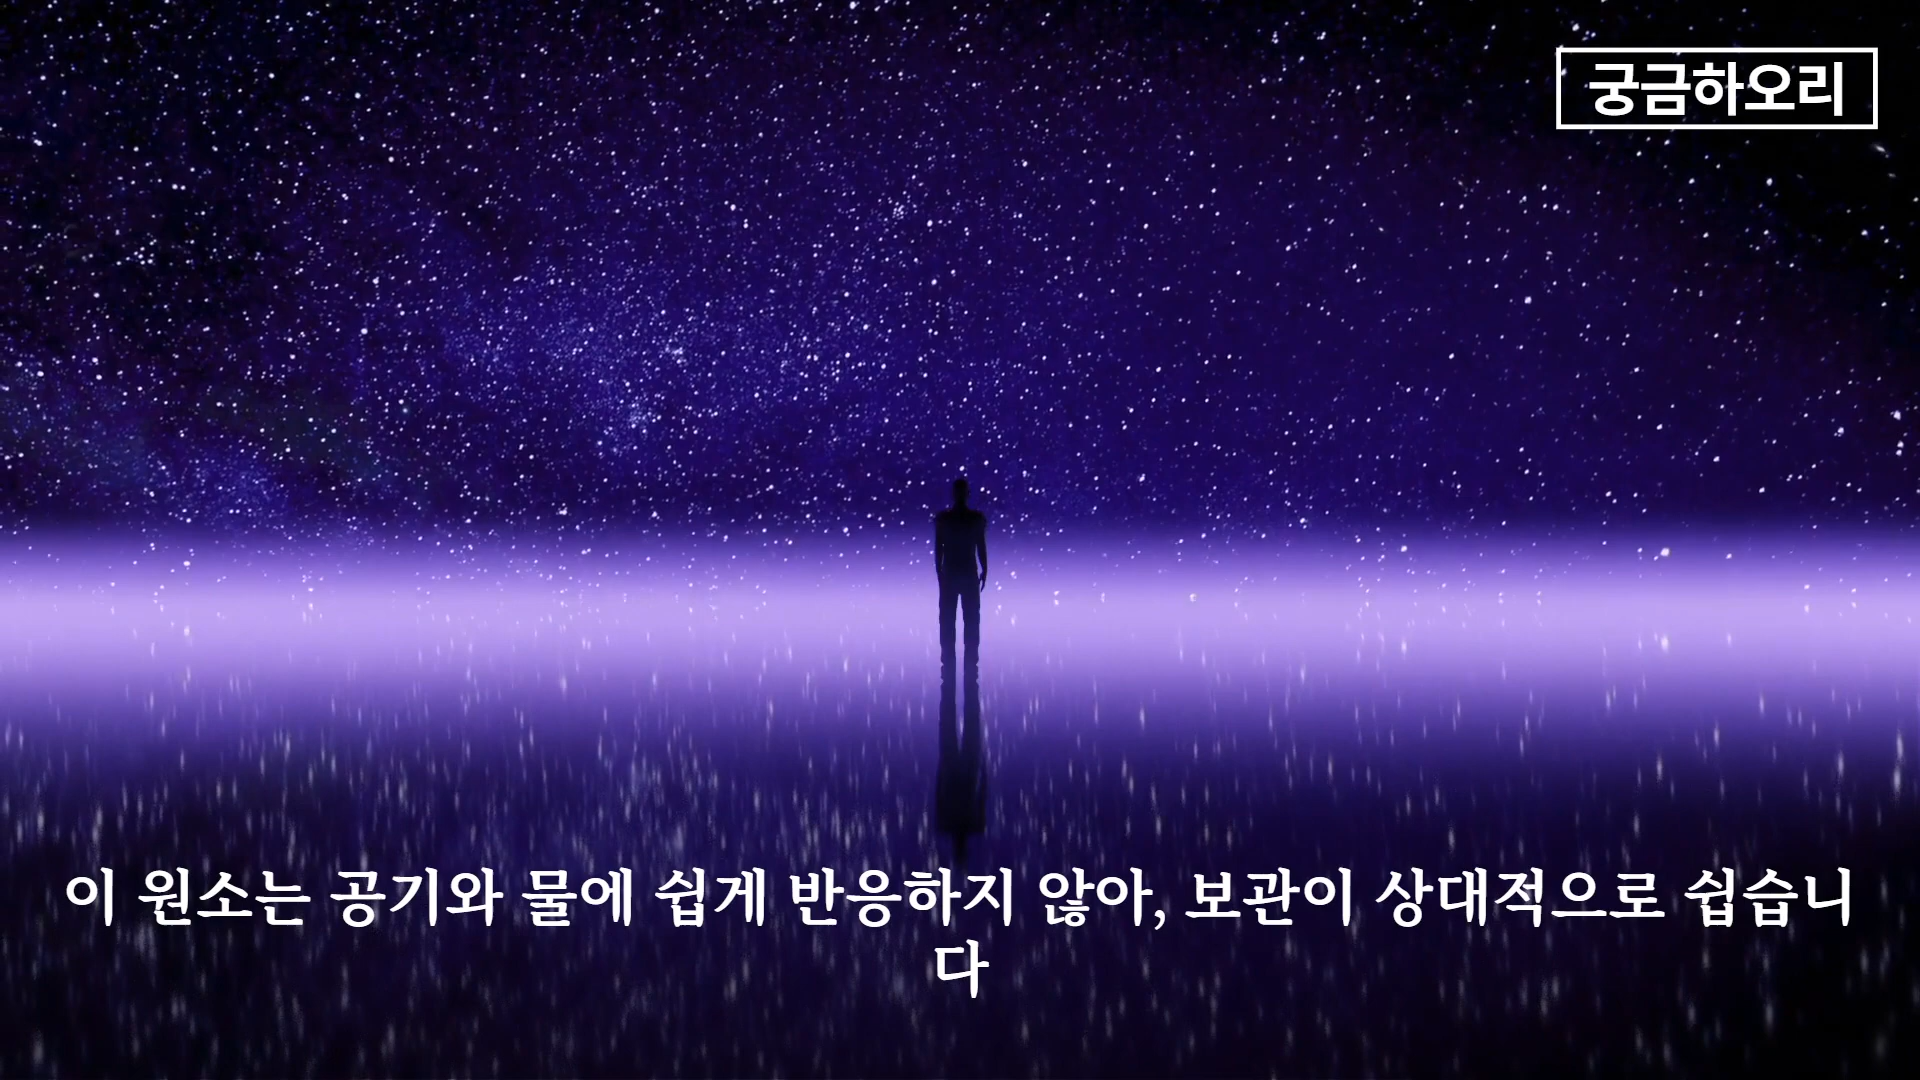 궁금하오리
이 원소는 공기와 물에 쉽게 반응하지 않아, 보관이 상대적으로 쉽습니
다